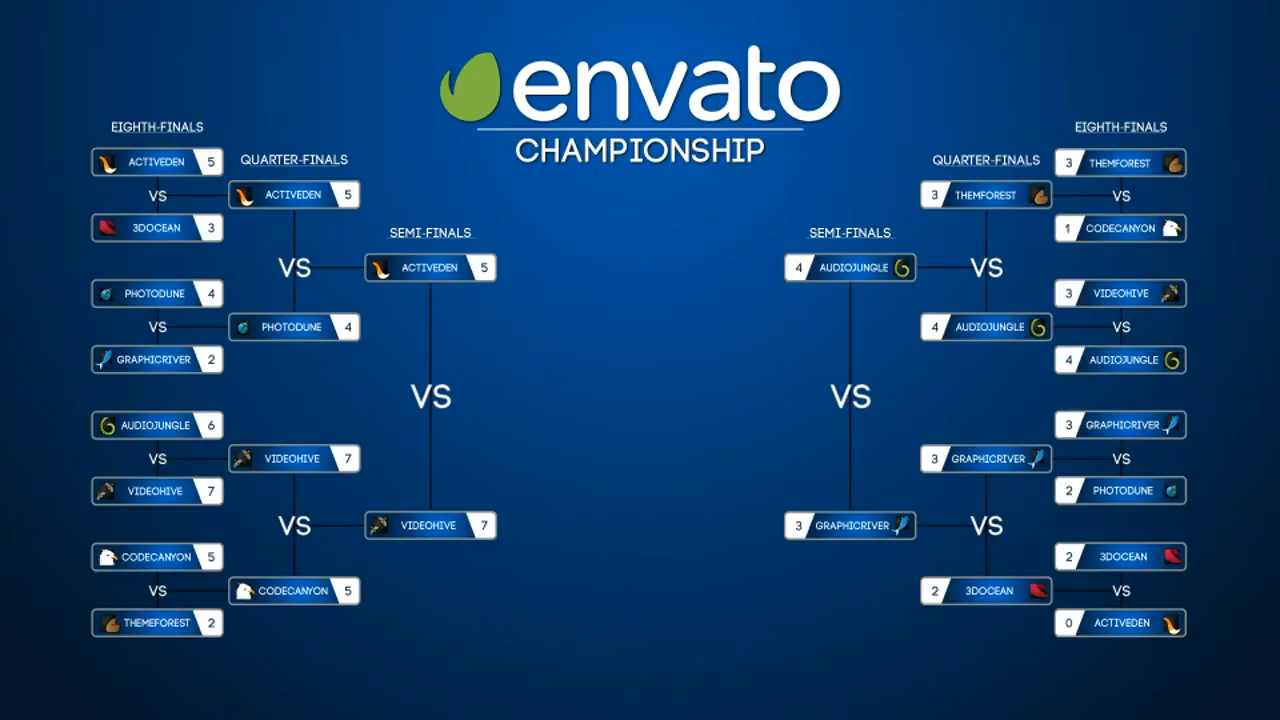 envato
CHAMPIONSHIP
EIGHTH-FINALS
ACTIVEDEN 5
VS
3DOCEAN 3
PHOTODUNE 4
VS
GRAPHICRIVER 2
AUDIOJUNGLE 6
VS
VIDEOHIVE 7
CODECANYON 5
VS
THEMEFOREST 2
QUARTER-FINALS
ACTIVEDEN 5
VS
PHOTODUNE 4
VIDEOHIVE 7
VS
CODECANYON 5
SEMI-FINALS
ACTIVEDEN 5
VS
VIDEOHIVE 7
SEMI-FINALS
4 AUDIOJUNGLE
VS
3 GRAPHICRIVER
QUARTER-FINALS
3 THEMFOREST
VS
4 AUDIOJUNGLE
3 GRAPHICRIVER
VS
2 3DOCEAN
EIGHTH-FINALS
3 THEMFOREST
VS
1 CODECANYON
3 VIDEOHIVE
VS
4 AUDIOJUNGLE
3 GRAPHICRIVER
VS
2 PHOTODUNE
2 3DOCEAN
VS
0 ACTIVEDEN